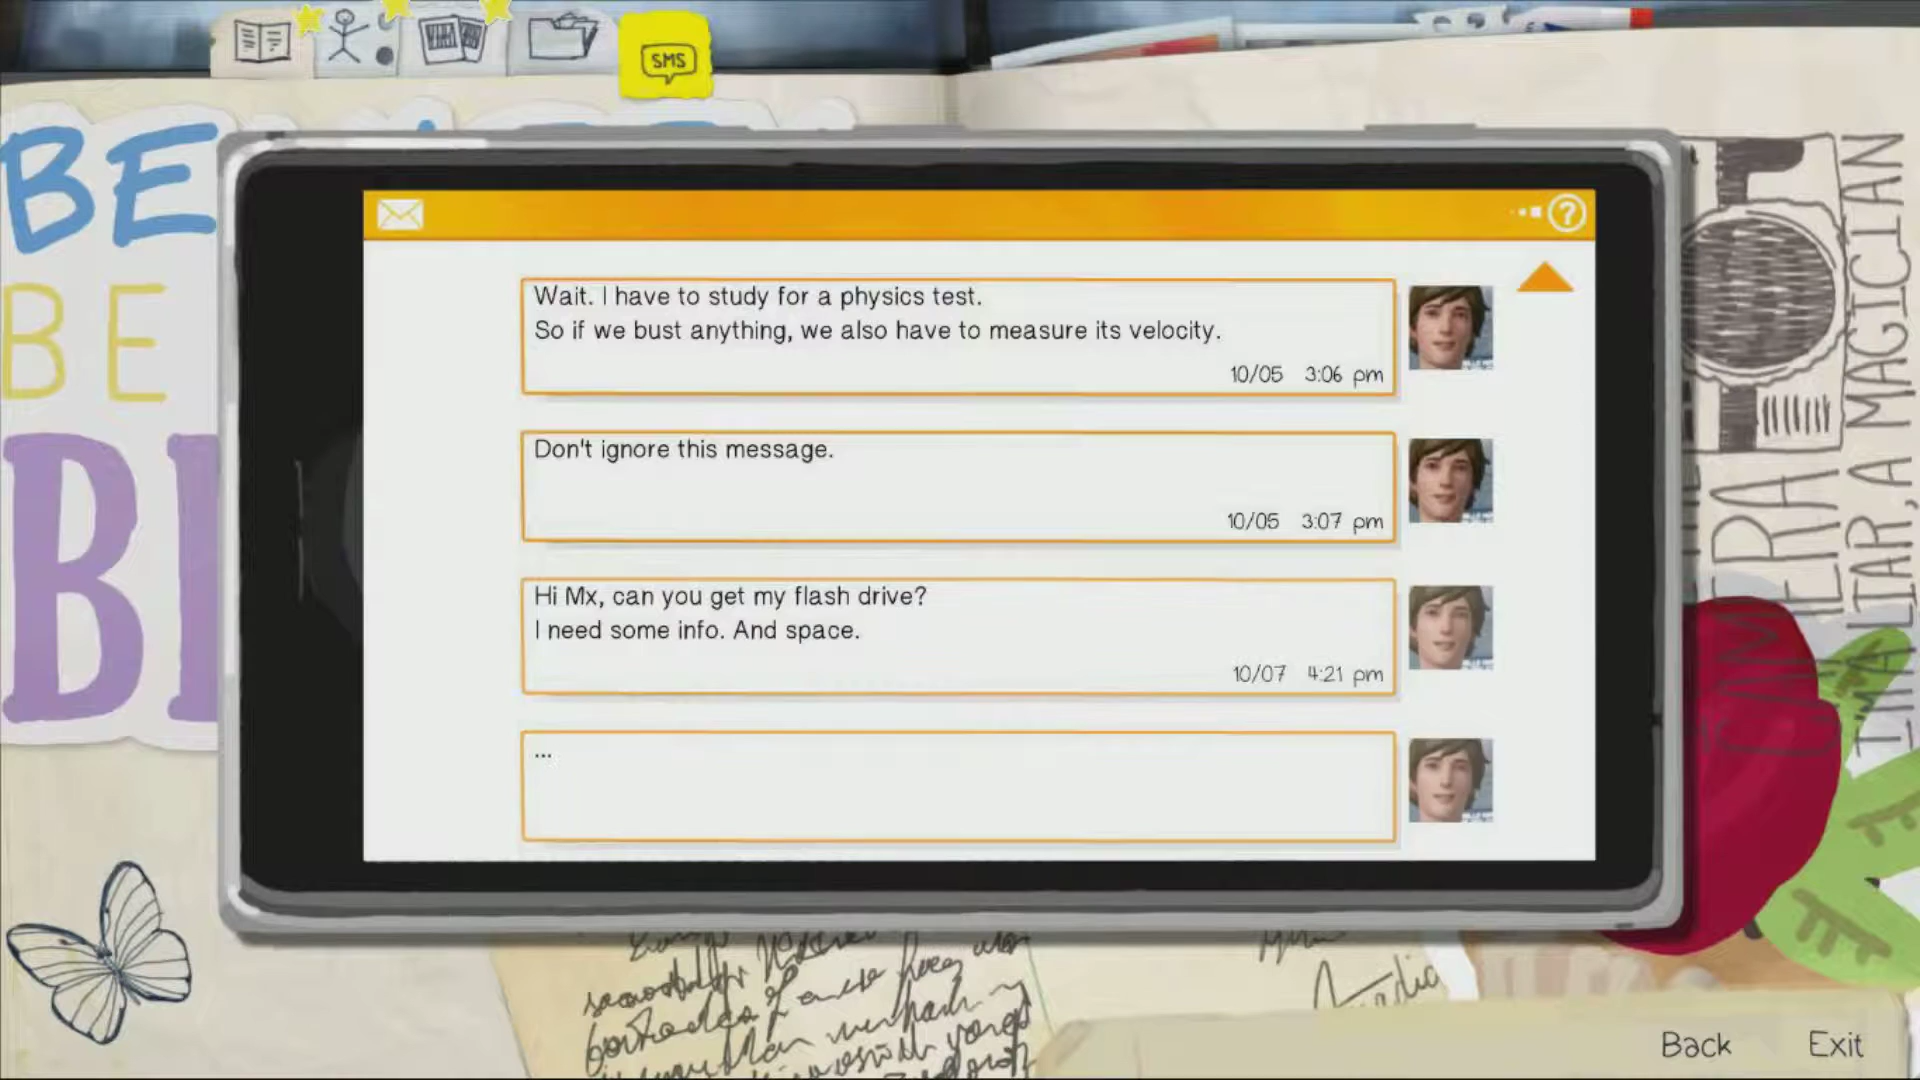 SMS
BE
BE
Wait. I have to study for a physics test.
So if we bust anything, we also have to measure its velocity.
10/05 3:06 pm
Don't ignore this message.
10/05 3:07 pm
Hi Mx, can you get my flash drive?
I need some info. And space.
10/07 4:21 pm
...
?
LIAR, A MAGICIAN
Back
Exit